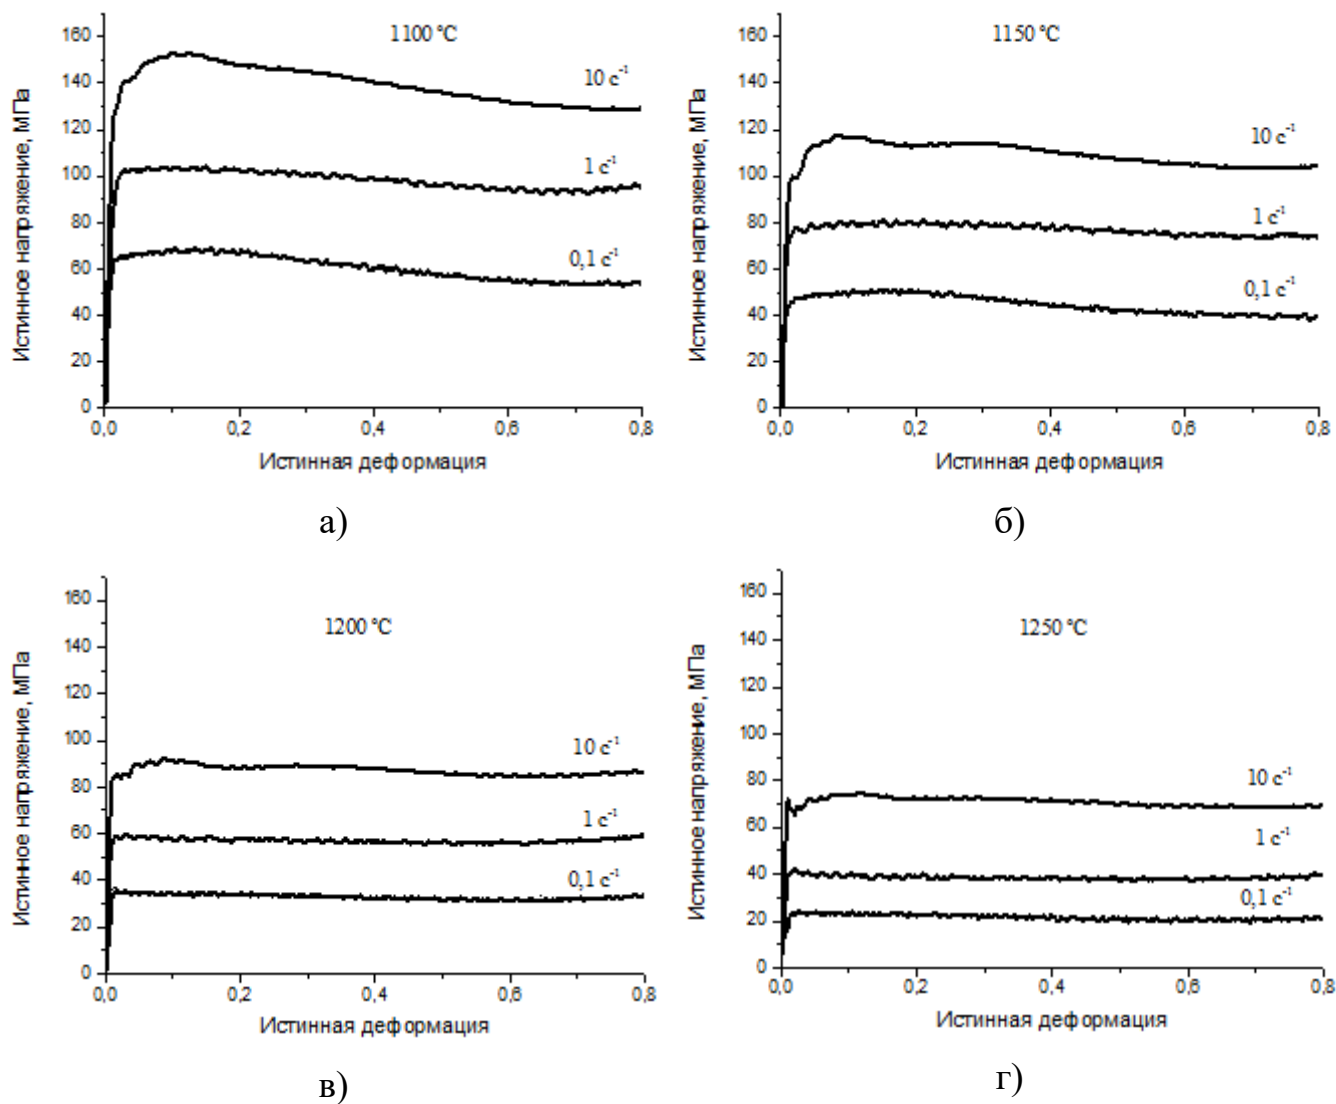 1100 °C
Истинное напряжение, МПа
160
140
120
100
80
60
40
20
0
10 с⁻¹
1 с⁻¹
0,1 с⁻¹
0,0 0,2 0,4 0,6 0,8
Истинная деформация
а)
1150 °C
Истинное напряжение, МПа
160
140
120
100
80
60
40
20
0
10 с⁻¹
1 с⁻¹
0,1 с⁻¹
0,0 0,2 0,4 0,6 0,8
Истинная деформация
б)
1200 °C
Истинное напряжение, МПа
160
140
120
100
80
60
40
20
0
10 с⁻¹
1 с⁻¹
0,1 с⁻¹
0,0 0,2 0,4 0,6 0,8
Истинная деформация
в)
1250 °C
Истинное напряжение, МПа
160
140
120
100
80
60
40
20
0
10 с⁻¹
1 с⁻¹
0,1 с⁻¹
0,0 0,2 0,4 0,6 0,8
Истинная деформация
г)